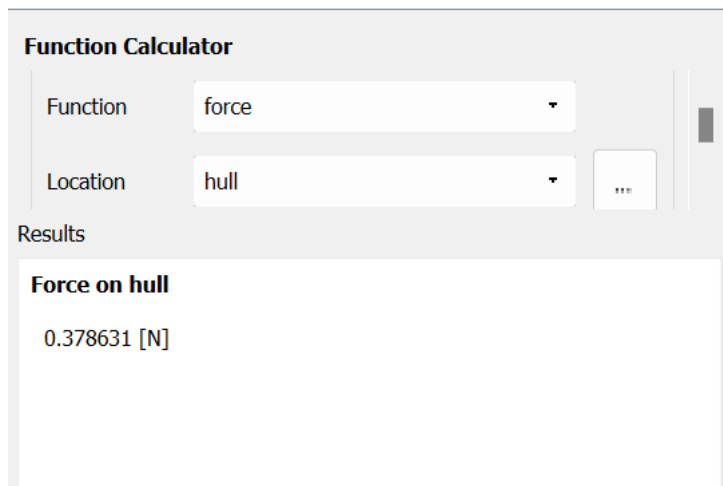 Function Calculator
Function force
Location hull
...
Results
Force on hull
0.378631 [N]